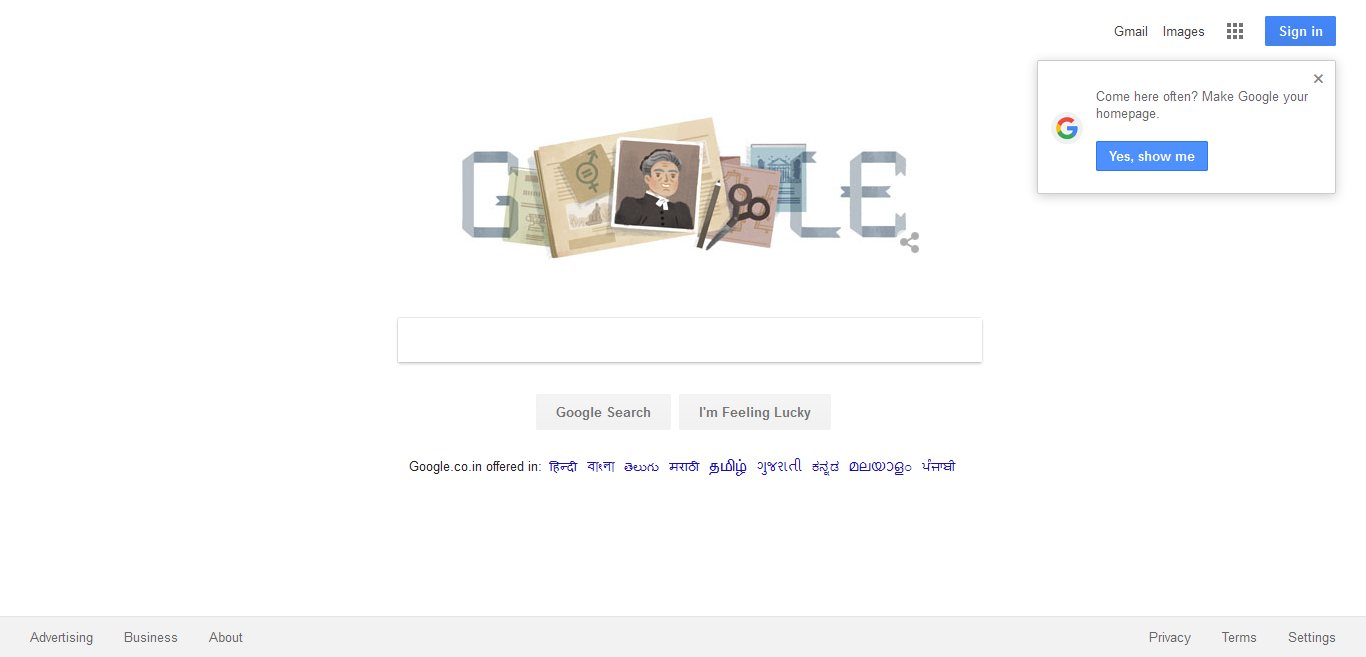 Gmail Images Sign in
Come here often? Make Google your
homepage.
Yes, show me
G LE
Google Search I'm Feeling Lucky
Google.co.in offered in: हिन्दी বাংলা తెలుగు मराठी தமிழ் ગુજરાતી ಕನ್ನಡ മലയാളം ਪੰਜਾਬੀ
Advertising Business About Privacy Terms Settings